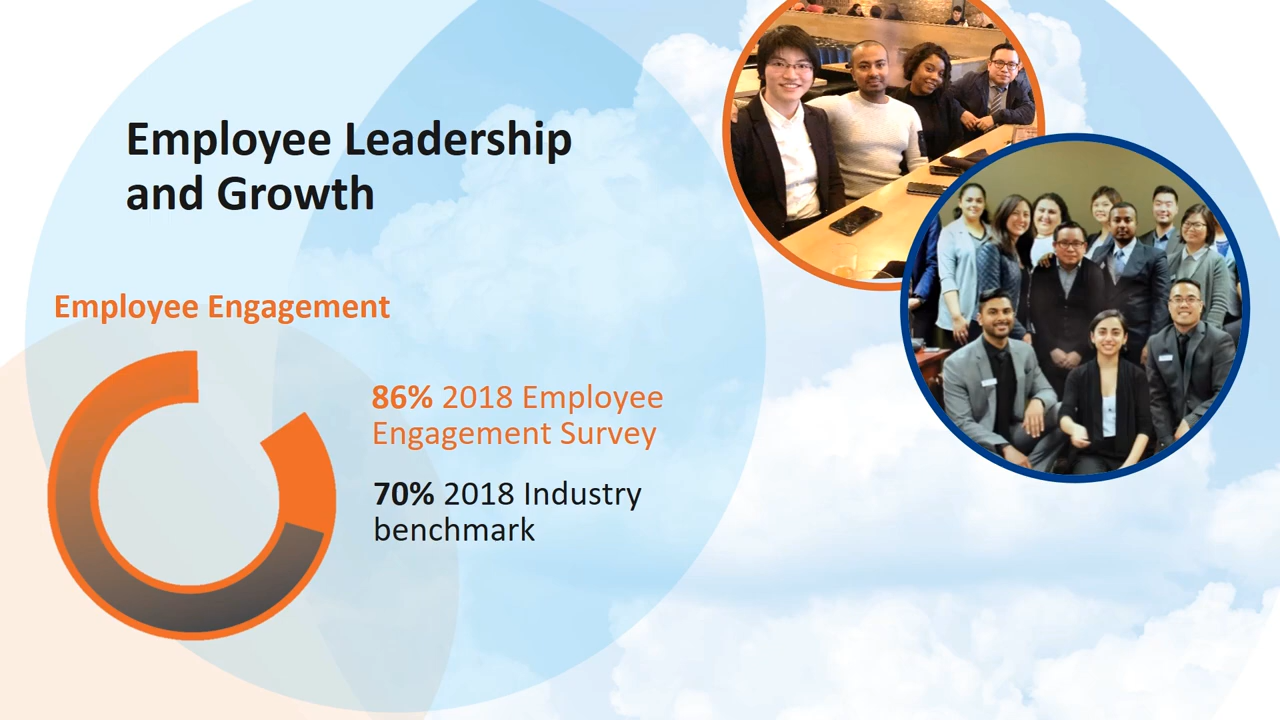 Employee Leadership
and Growth
Employee Engagement
86% 2018 Employee
Engagement Survey
70% 2018 Industry
benchmark